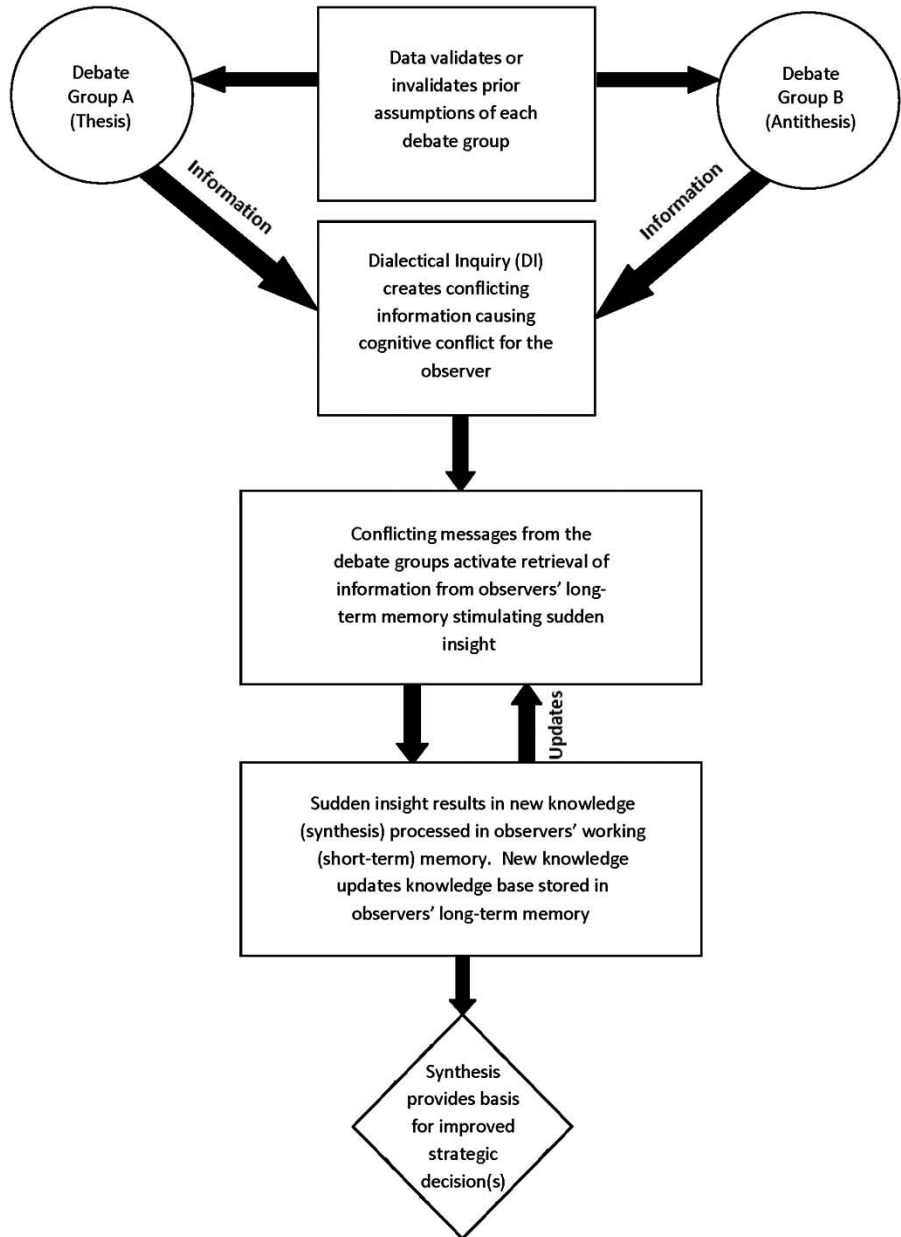 Debate
Group A
(Thesis)
Data validates or
invalidates prior
assumptions of each
debate group
Debate
Group B
(Antithesis)
Information
Information
Dialectical Inquiry (DI)
creates conflicting
information causing
cognitive conflict for the
observer
Conflicting messages from the
debate groups activate retrieval of
information from observers’ long-
term memory stimulating sudden
insight
Updates
Sudden insight results in new knowledge
(synthesis) processed in observers’ working
(short-term) memory.  New knowledge
updates knowledge base stored in
observers’ long-term memory
Synthesis
provides basis
for improved
strategic
decision(s)